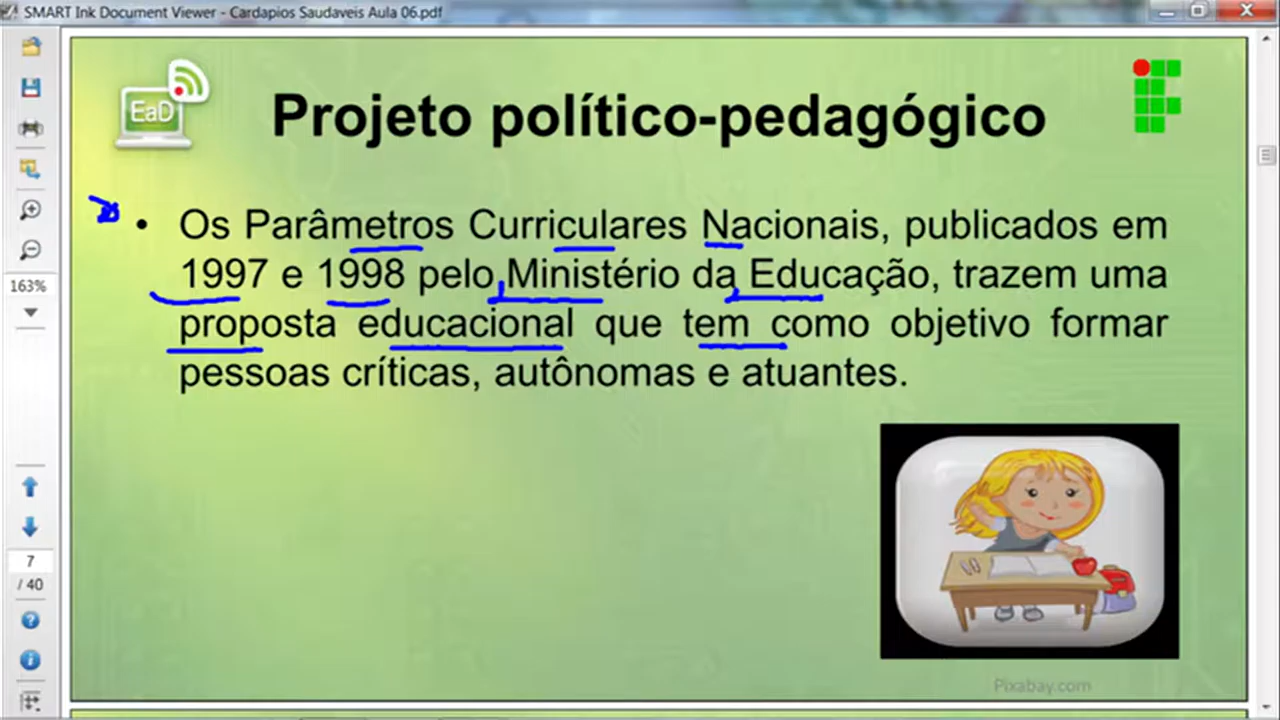 SMART Ink Document Viewer - Cardapios Saudaveis Aula 06.pdf
EaD
Projeto político-pedagógico
• Os Parâmetros Curriculares Nacionais, publicados em
1997 e 1998 pelo Ministério da Educação, trazem uma
proposta educacional que tem como objetivo formar
pessoas críticas, autônomas e atuantes.
163%
7
/ 40
Pixabay.com